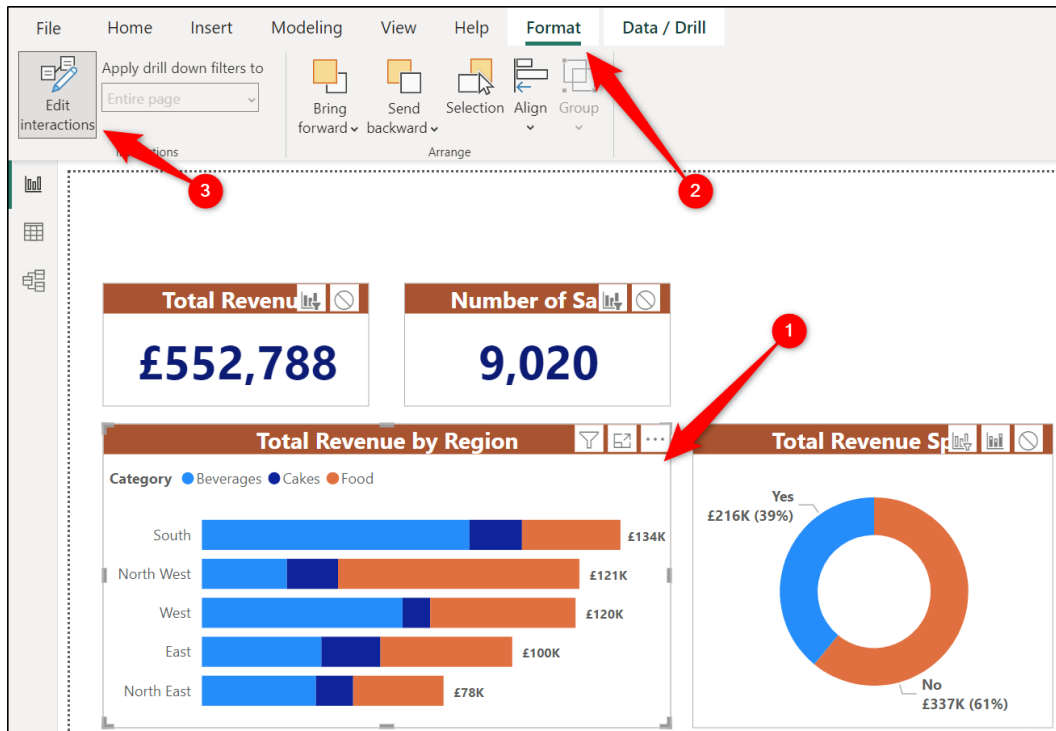 File Home Insert Modeling View Help Format Data / Drill
Apply drill down filters to
Entire page
Edit
interactions
Bring
forward
Send
backward
Selection
Align
Group
Arrange
3
2
Total Revenu
Number of Sa
£552,788
9,020
1
Total Revenue by Region
Category Beverages Cakes Food
South £134K
North West £121K
West £120K
East £100K
North East £78K
Total Revenue Sp
Yes
£216K (39%)
No
£337K (61%)